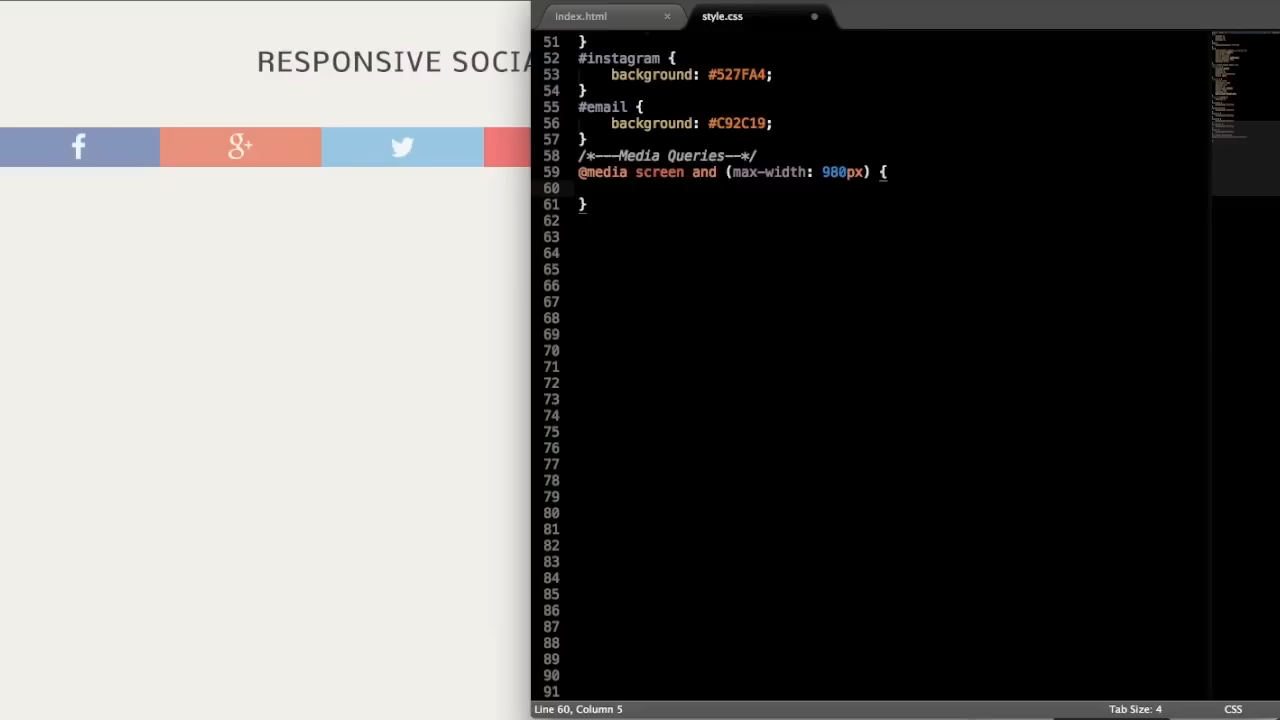 index.html ×
style.css
RESPONSIVE SOCIA
f
g+
51 }
52 #instagram {
53 background: #527FA4;
54 }
55 #email {
56 background: #C92C19;
57 }
58 /*---Media Queries--*/
59 @media screen and (max-width: 980px) {
60
61 }
62
63
64
65
66
67
68
69
70
71
72
73
74
75
76
77
78
79
80
81
82
83
84
85
86
87
88
89
90
91
Line 60, Column 5
Tab Size: 4
CSS